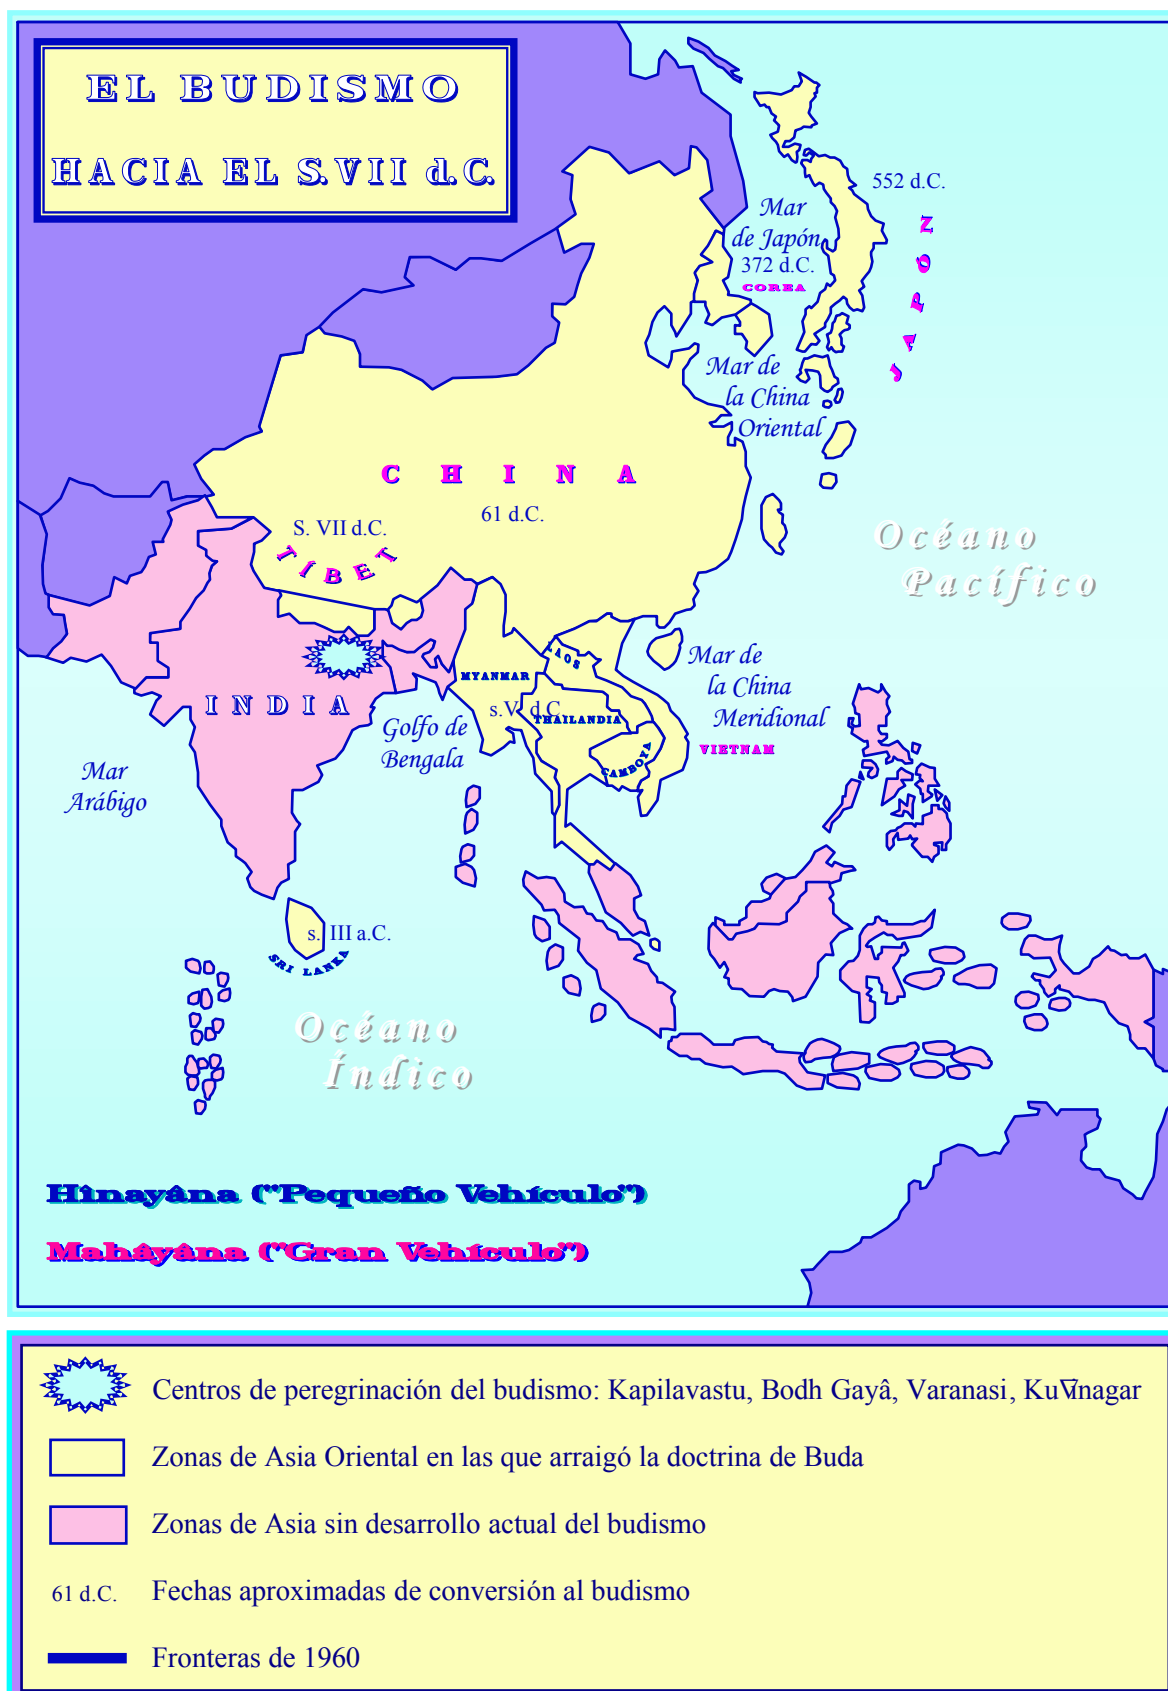 EL BUDISMO
HACIA EL S.VII d.C.
552 d.C.
JAPÓN
Mar
de Japón
372 d.C.
COREA
Mar de
la China
Oriental
CHINA
61 d.C.
S. VII d.C.
TÍBET
Océano
Pacífico
LAOS
MYANMAR
s.V. d.C.
THAILANDIA
CAMBOYA
VIETNAM
Mar de
la China
Meridional
INDIA
Golfo de
Bengala
Mar
Arábigo
s. III a.C.
SRI LANKA
Océano
Índico
Hînayâna ("Pequeño Vehículo")
Mahâyâna ("Gran Vehículo")
Centros de peregrinación del budismo: Kapilavastu, Bodh Gayâ, Varanasi,
Zonas de Asia Oriental en las que arraigó la doctrina de Buda
Zonas de Asia sin desarrollo actual del budismo
61 d.C. Fechas aproximadas de conversión al budismo
Fronteras de 1960